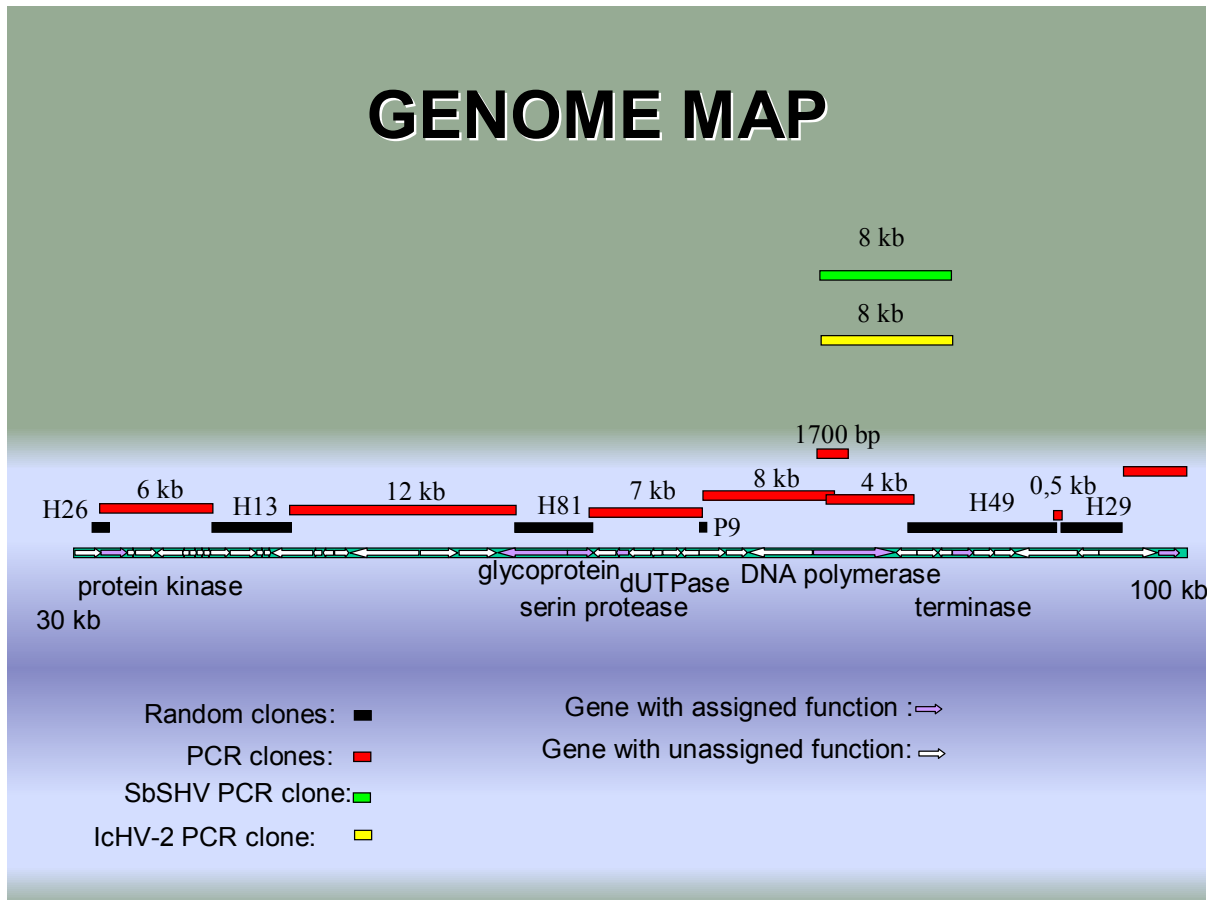 GENOME MAP
8 kb
8 kb
1700 bp
H26 6 kb H13 12 kb H81 7 kb 8 kb 4 kb H49 0,5 kb H29
P9
protein kinase glycoprotein dUTPase DNA polymerase
serin protease terminase 100 kb
30 kb
Random clones:
PCR clones:
SbSHV PCR clone:
IcHV-2 PCR clone:
Gene with assigned function :
Gene with unassigned function: